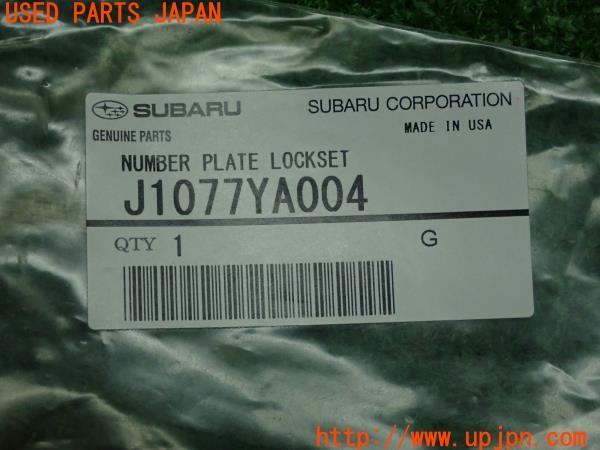 USED PARTS JAPAN
SUBARU
SUBARU CORPORATION
GENUINE PARTS
MADE IN USA
NUMBER PLATE LOCKSET
J1077YA004
QTY 1
G
http://www.upjpn.com